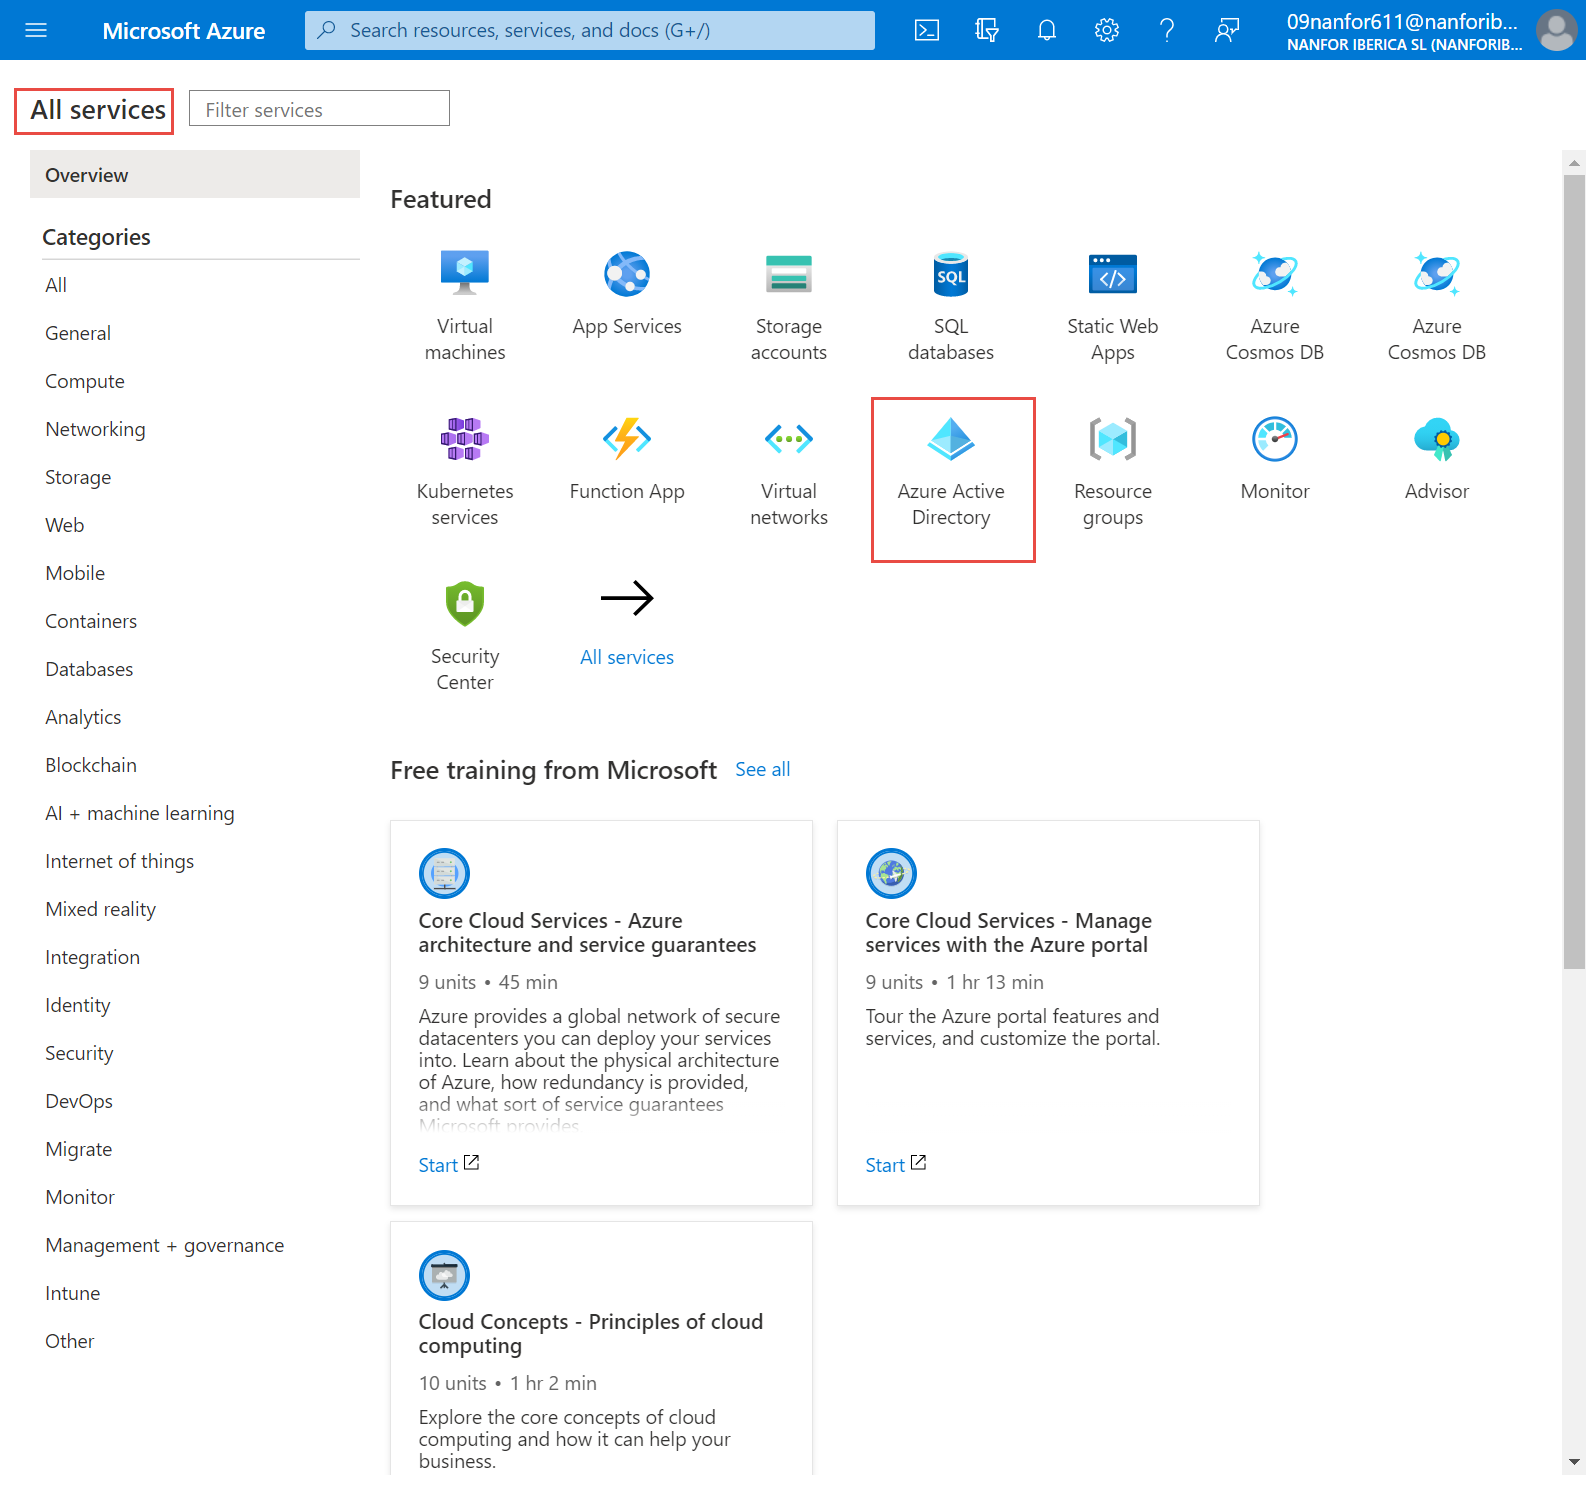 Microsoft Azure
Search resources, services, and docs (G+/)
09nanfor611@nanforib...
NANFOR IBERICA SL (NANFORIB...
All services
Filter services
Overview
Categories
All
General
Compute
Networking
Storage
Web
Mobile
Containers
Databases
Analytics
Blockchain
AI + machine learning
Internet of things
Mixed reality
Integration
Identity
Security
DevOps
Migrate
Monitor
Management + governance
Intune
Other
Featured
Virtual
machines
App Services
Storage
accounts
SQL
SQL
databases
Static Web
Apps
Azure
Cosmos DB
Azure
Cosmos DB
Kubernetes
services
Function App
Virtual
networks
Azure Active
Directory
Resource
groups
Monitor
Advisor
Security
Center
All services
Free training from Microsoft See all
Core Cloud Services - Azure
architecture and service guarantees
9 units • 45 min
Azure provides a global network of secure
datacenters you can deploy your services
into. Learn about the physical architecture
of Azure, how redundancy is provided,
and what sort of service guarantees
Microsoft provides.
Start
Core Cloud Services - Manage
services with the Azure portal
9 units • 1 hr 13 min
Tour the Azure portal features and
services, and customize the portal.
Start
Cloud Concepts - Principles of cloud
computing
10 units • 1 hr 2 min
Explore the core concepts of cloud
computing and how it can help your
business.